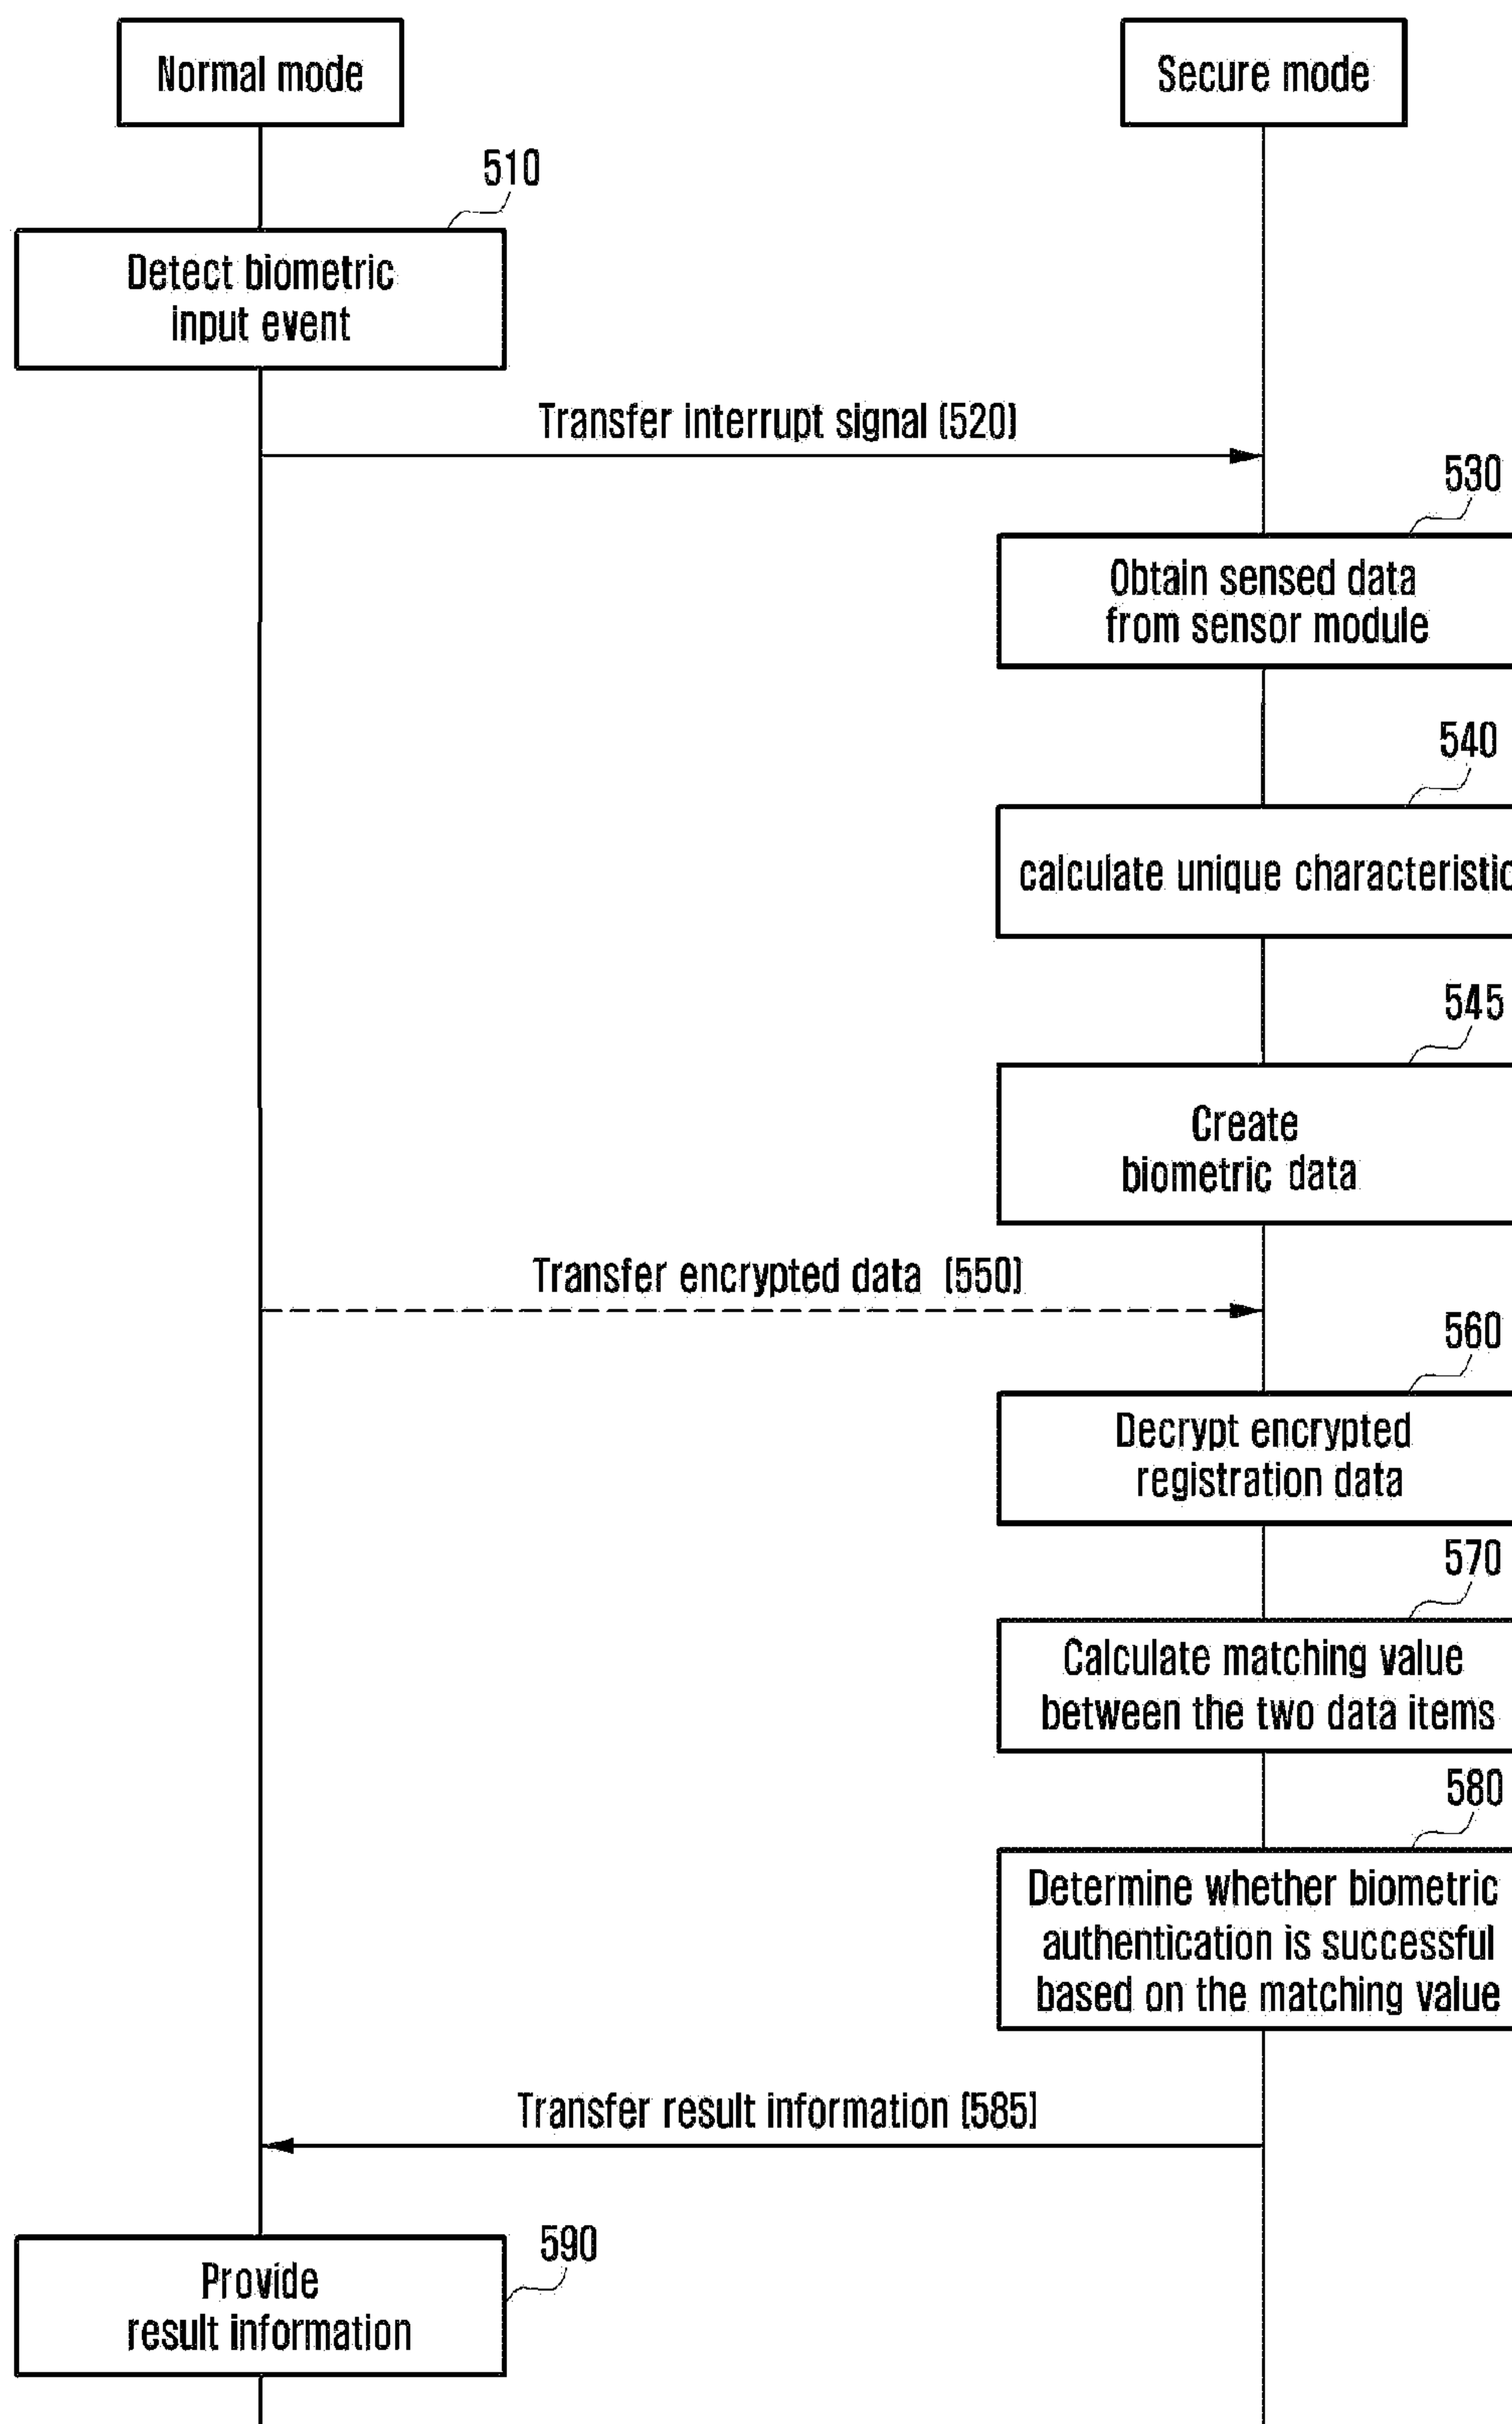 Normal mode
Secure mode
510
Detect biometric
input event
Transfer interrupt signal (520)
530
Obtain sensed data
from sensor module
540
calculate unique characteristic
545
Create
biometric data
Transfer encrypted data (550)
560
Decrypt encrypted
registration data
570
Calculate matching value
between the two data items
580
Determine whether biometric
authentication is successful
based on the matching value
Transfer result information (585)
590
Provide
result information